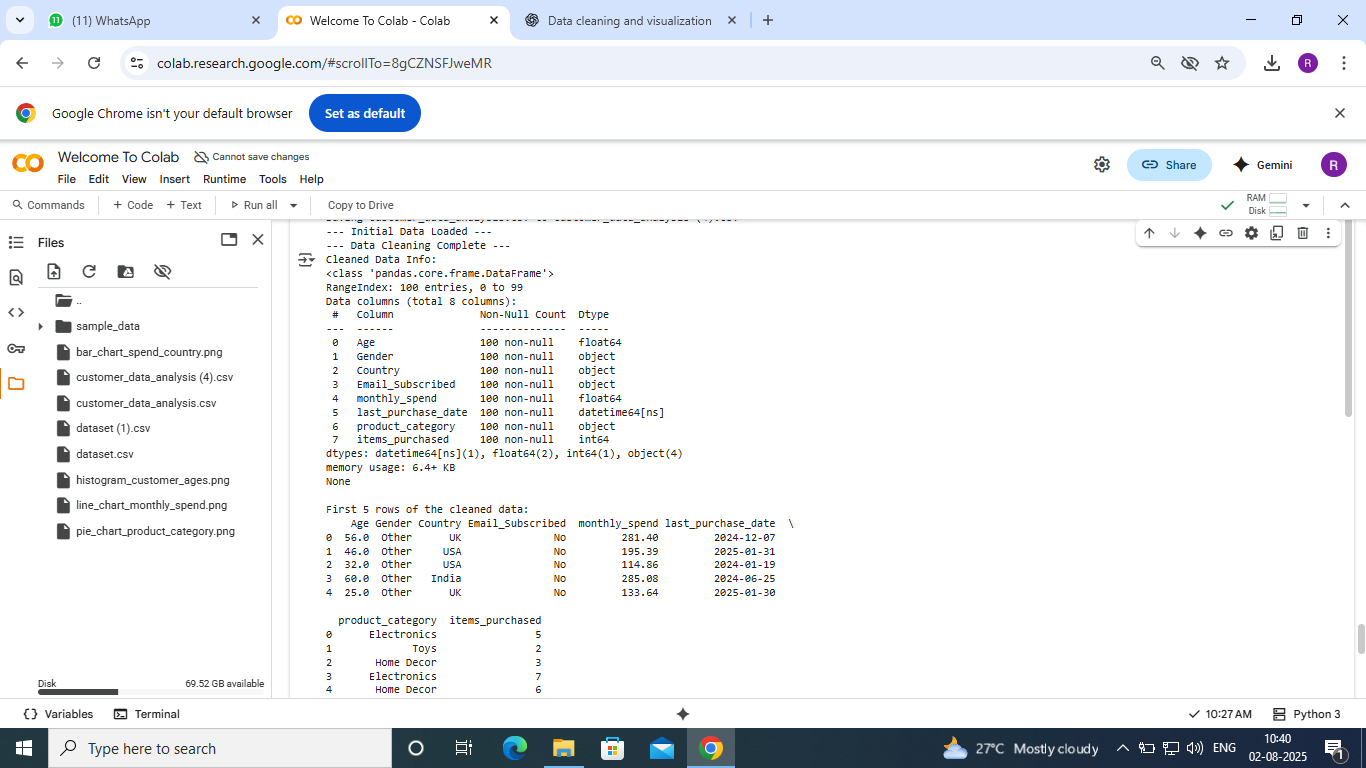 (11) WhatsApp
Welcome To Colab - Colab
Data cleaning and visualization
colab.research.google.com/#scrollTo=8gCZNSFJweMR
R
Google Chrome isn't your default browser
Set as default
Welcome To Colab
Cannot save changes
Share
Gemini
R
File Edit View Insert Runtime Tools Help
Commands
+ Code + Text
Run all
Copy to Drive
RAM
Disk
Files
..
sample_data
bar_chart_spend_country.png
customer_data_analysis (4).csv
customer_data_analysis.csv
dataset (1).csv
dataset.csv
histogram_customer_ages.png
line_chart_monthly_spend.png
pie_chart_product_category.png
Disk
69.52 GB available
--- Initial Data Loaded ---
--- Data Cleaning Complete ---
Cleaned Data Info:
<class 'pandas.core.frame.DataFrame'>
RangeIndex: 100 entries, 0 to 99
Data columns (total 8 columns):
 #   Column              Non-Null Count  Dtype
---  ------              --------------  -----
 0   Age                 100 non-null    float64
 1   Gender              100 non-null    object
 2   Country             100 non-null    object
 3   Email_Subscribed    100 non-null    object
 4   monthly_spend       100 non-null    float64
 5   last_purchase_date  100 non-null    datetime64[ns]
 6   product_category    100 non-null    object
 7   items_purchased     100 non-null    int64
dtypes: datetime64[ns](1), float64(2), int64(1), object(4)
memory usage: 6.4+ KB
None
First 5 rows of the cleaned data:
    Age Gender Country Email_Subscribed  monthly_spend last_purchase_date  \
0  56.0  Other      UK               No         281.40         2024-12-07
1  46.0  Other     USA               No         195.39         2025-01-31
2  32.0  Other     USA               No         114.86         2024-01-19
3  60.0  Other   India               No         285.08         2024-06-25
4  25.0  Other      UK               No         133.64         2025-01-30
  product_category  items_purchased
0      Electronics                5
1             Toys                2
2       Home Decor                3
3      Electronics                7
4       Home Decor                6
Variables
Terminal
10:27 AM
Python 3
Type here to search
27°C Mostly cloudy
ENG
10:40
02-08-2025
1